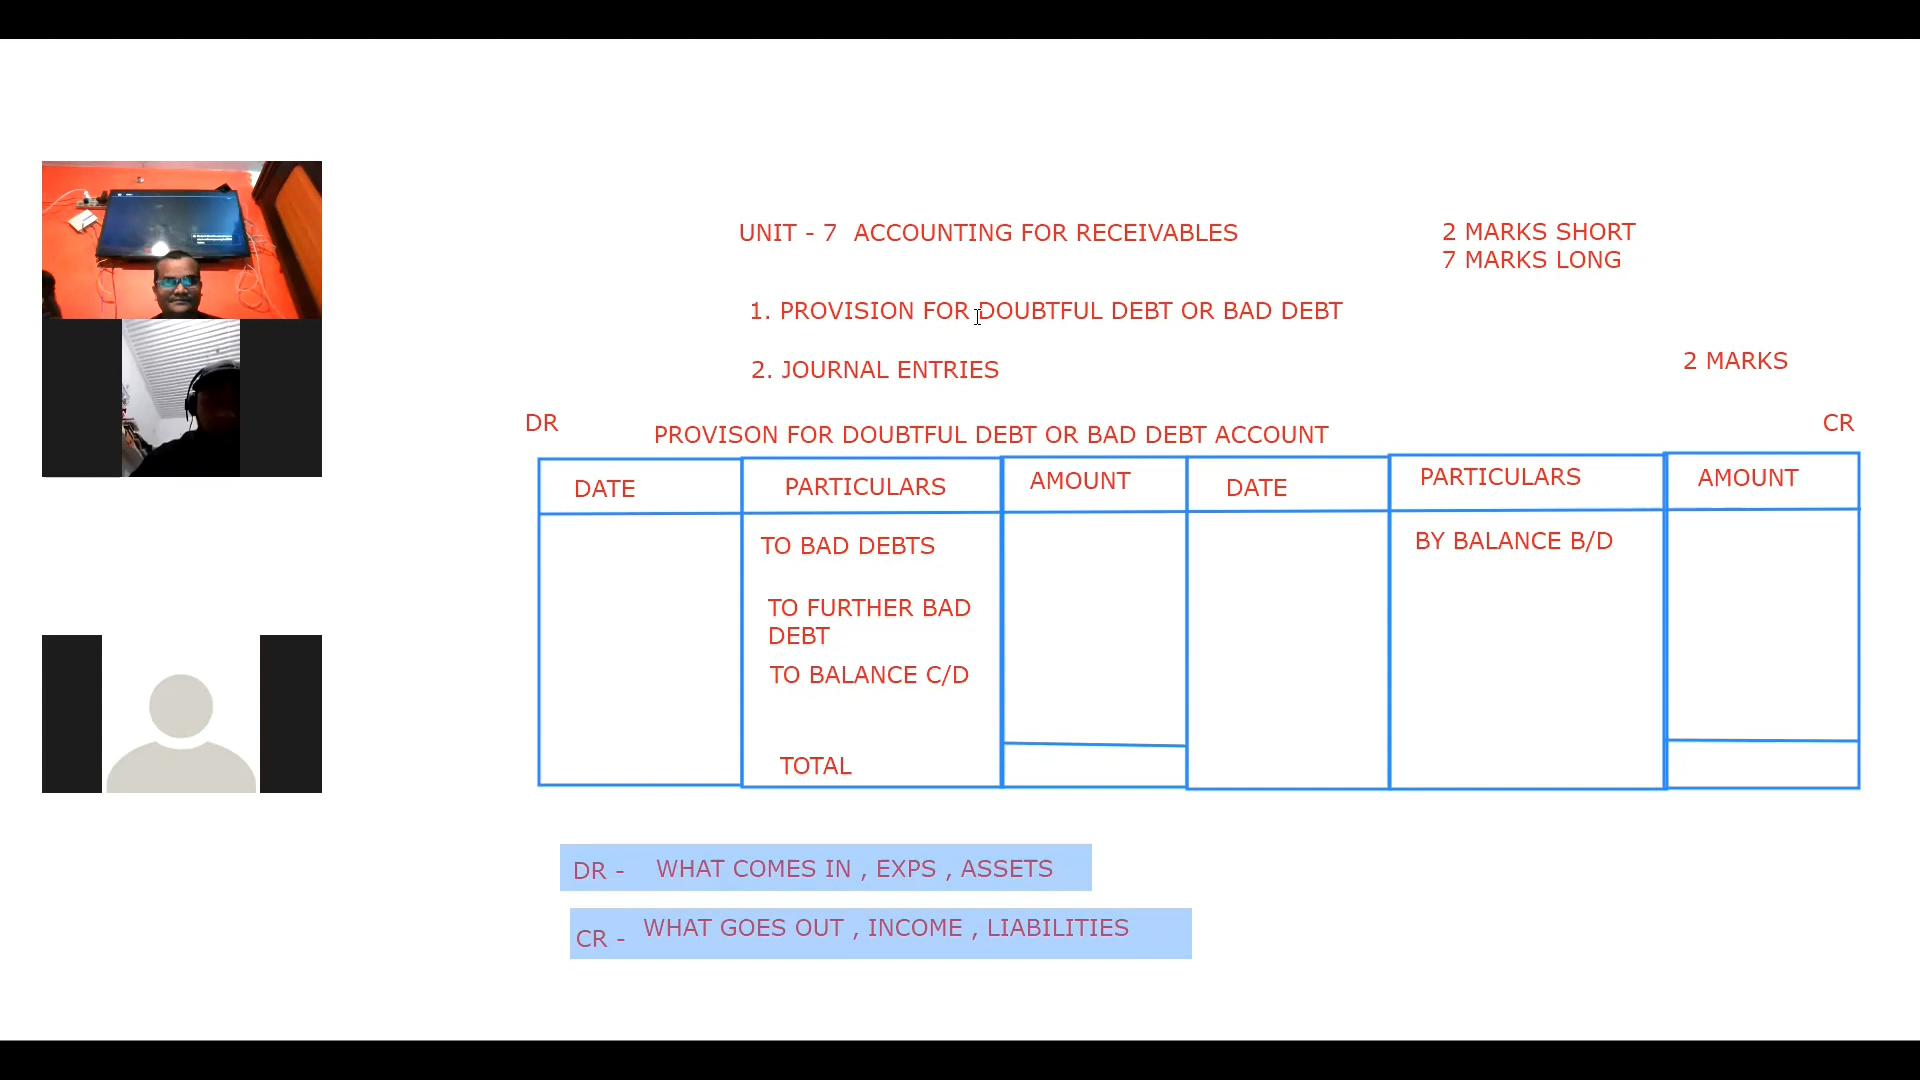 UNIT - 7 ACCOUNTING FOR RECEIVABLES
2 MARKS SHORT
7 MARKS LONG
1. PROVISION FOR DOUBTFUL DEBT OR BAD DEBT
2. JOURNAL ENTRIES
2 MARKS
DR
PROVISON FOR DOUBTFUL DEBT OR BAD DEBT ACCOUNT
CR
DATE PARTICULARS AMOUNT DATE PARTICULARS AMOUNT
TO BAD DEBTS BY BALANCE B/D
TO FURTHER BAD
DEBT
TO BALANCE C/D
TOTAL
DR - WHAT COMES IN , EXPS , ASSETS
CR - WHAT GOES OUT , INCOME , LIABILITIES